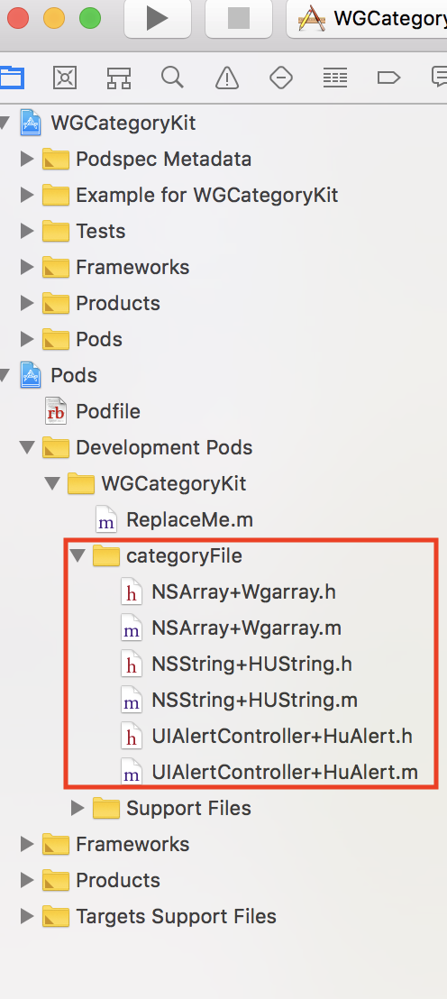 WGCategory
WGCategoryKit
Podspec Metadata
Example for WGCategoryKit
Tests
Frameworks
Products
Pods
Pods
rb Podfile
Development Pods
WGCategoryKit
m ReplaceMe.m
categoryFile
h NSArray+Wgarray.h
m NSArray+Wgarray.m
h NSString+HUString.h
m NSString+HUString.m
h UIAlertController+HuAlert.h
m UIAlertController+HuAlert.m
Support Files
Frameworks
Products
Targets Support Files